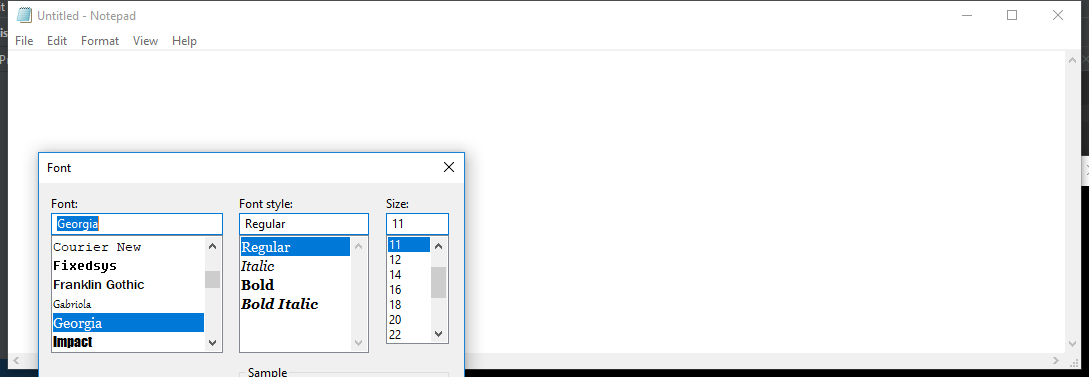 Untitled - Notepad
File Edit Format View Help
Font
Font: Font style: Size:
Georgia Regular 11
Courier New Regular 11
Fixedsys Italic 12
Franklin Gothic Bold 14
Gabriola Bold Italic 16
Georgia 18
Impact 20
22
Sample